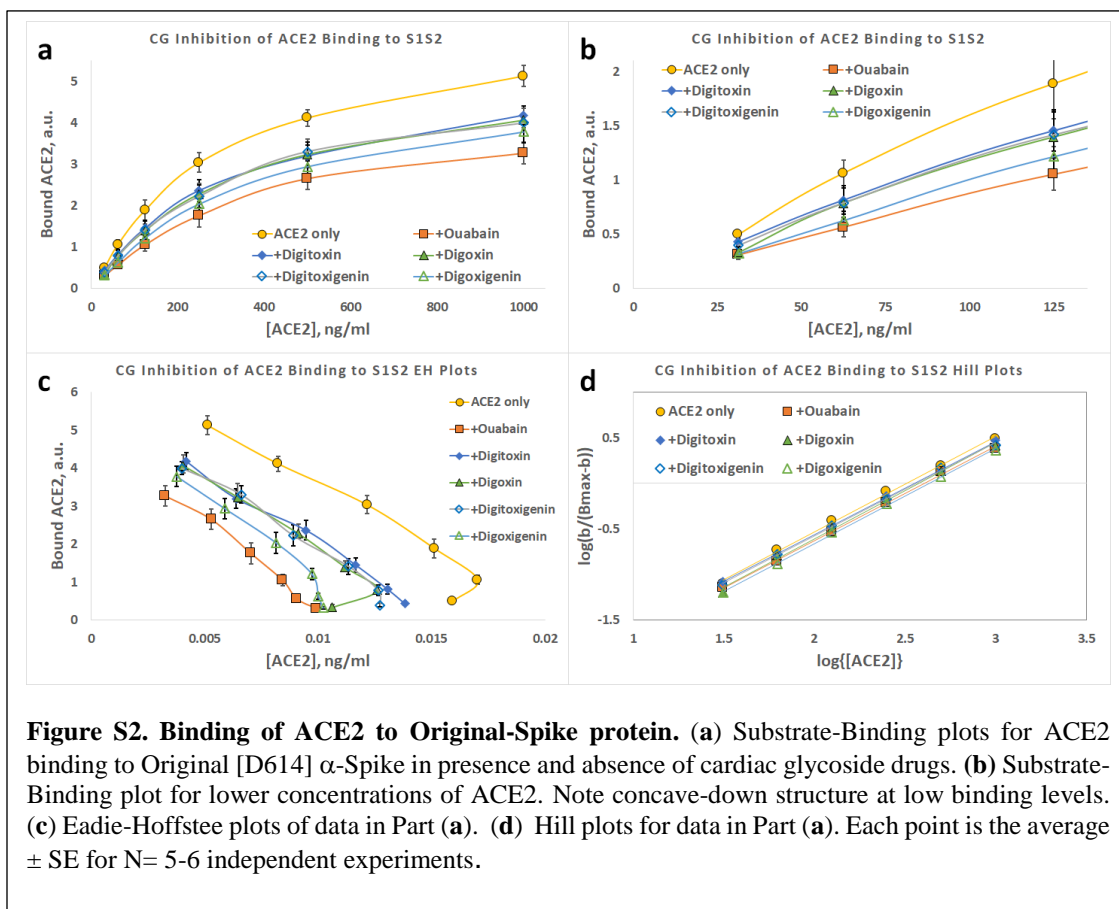 a
CG Inhibition of ACE2 Binding to S1S2
Bound ACE2, a.u.
5
4
3
2
1
0
0
200
400
600
800
1000
[ACE2], ng/ml
ACE2 only
+Ouabain
+Digitoxin
+Digoxin
+Digitoxigenin
+Digoxigenin
b
CG Inhibition of ACE2 Binding to S1S2
Bound ACE2, a.u.
2
1.5
1
0.5
0
0
25
50
75
100
125
[ACE2], ng/ml
ACE2 only
+Ouabain
+Digitoxin
+Digoxin
+Digitoxigenin
+Digoxigenin
c
CG Inhibition of ACE2 Binding to S1S2 EH Plots
Bound ACE2, a.u.
6
5
4
3
2
1
0
0
0.005
0.01
0.015
0.02
[ACE2], ng/ml
ACE2 only
+Ouabain
+Digitoxin
+Digoxin
+Digitoxigenin
+Digoxigenin
d
CG Inhibition of ACE2 Binding to S1S2 Hill Plots
log(b/(Bmax-b))
0.5
-0.5
-1.5
1
1.5
2
2.5
3
3.5
log{[ACE2]}
ACE2 only
+Ouabain
+Digitoxin
+Digoxin
+Digitoxigenin
+Digoxigenin
Figure S2. Binding of ACE2 to Original-Spike protein. (a) Substrate-Binding plots for ACE2
binding to Original [D614] α-Spike in presence and absence of cardiac glycoside drugs. (b) Substrate-
Binding plot for lower concentrations of ACE2. Note concave-down structure at low binding levels.
(c) Eadie-Hoffstee plots of data in Part (a). (d) Hill plots for data in Part (a). Each point is the average
± SE for N= 5-6 independent experiments.